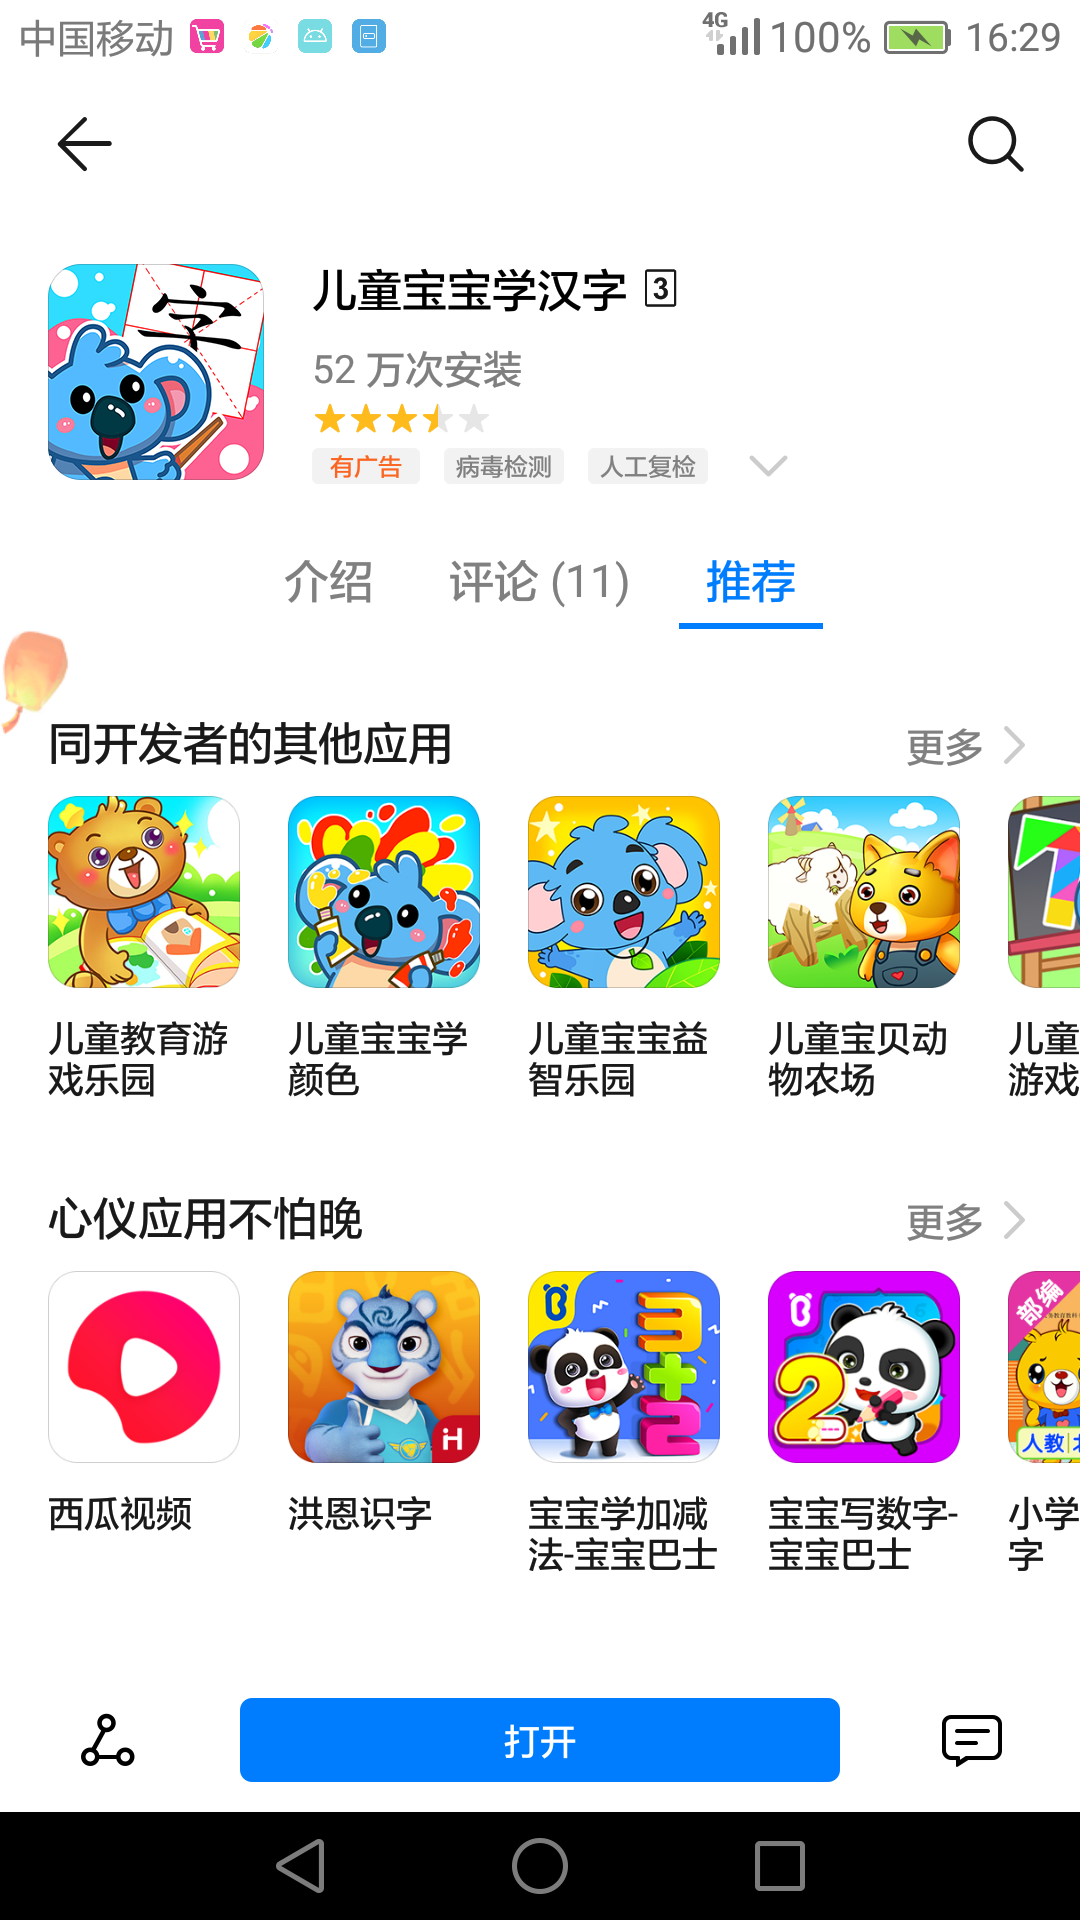 中国移动
4G 100% 16:29
字
儿童宝宝学汉字 3
52 万次安装
有广告 病毒检测 人工复检
介绍 评论 (11) 推荐
同开发者的其他应用 更多
儿童教育游
戏乐园
儿童宝宝学
颜色
儿童宝宝益
智乐园
儿童宝贝动
物农场
儿童
游戏
心仪应用不怕晚 更多
3+2
2
部编
人教
西瓜视频
洪恩识字
宝宝学加减
法-宝宝巴士
宝宝写数字-
宝宝巴士
小学
字
打开